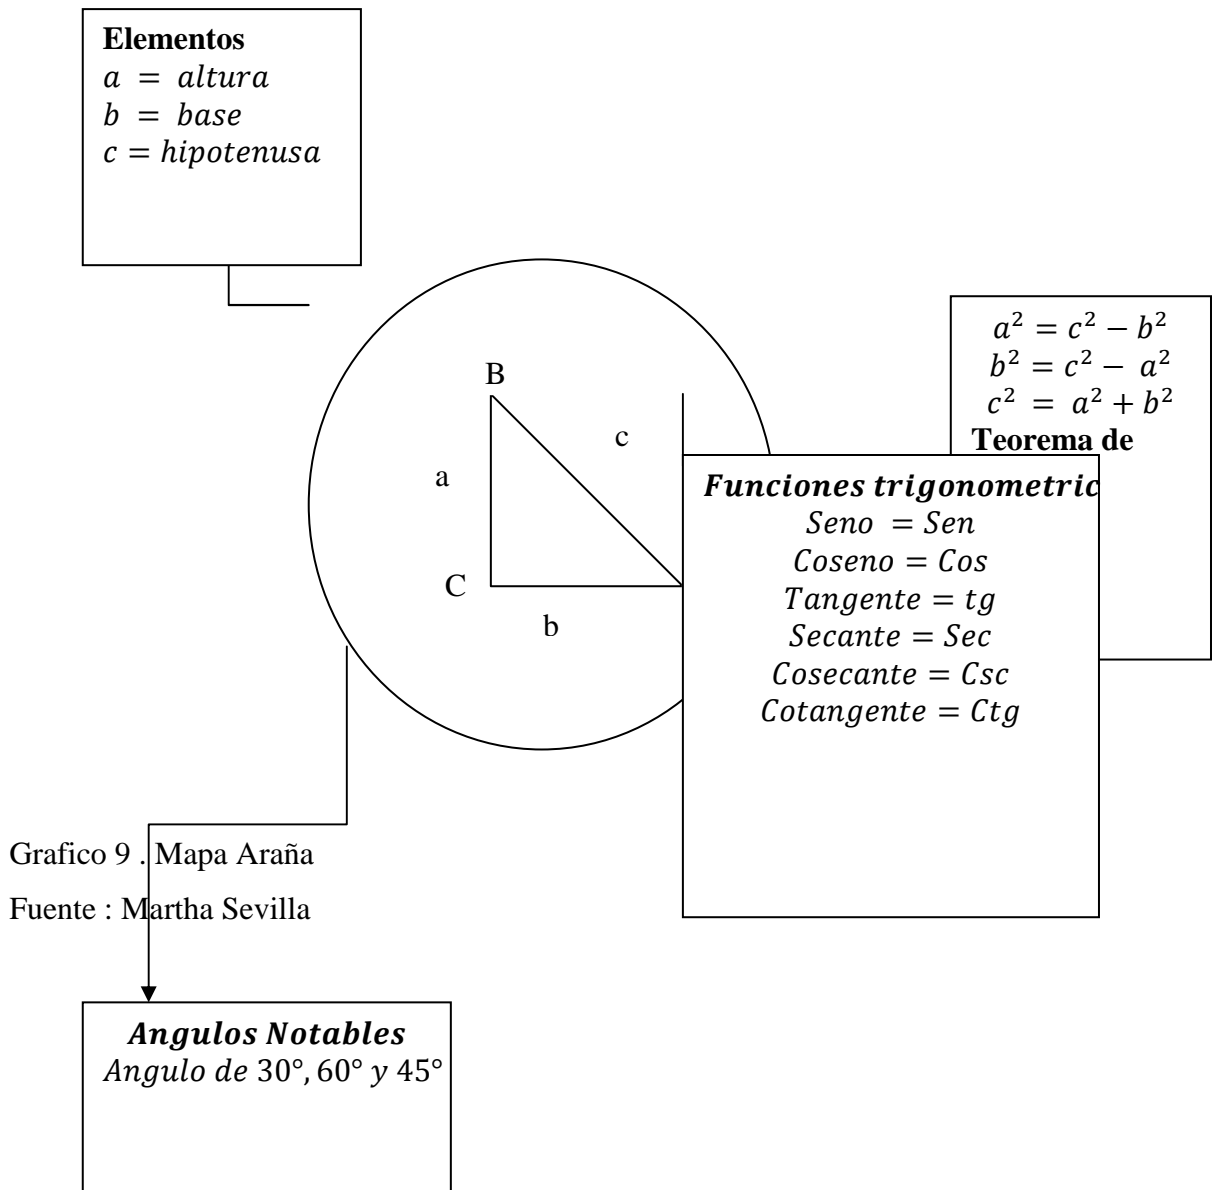 Elementos
a = altura
b = base
c = hipotenusa
a² = c² − b²
b² = c² − a²
c² = a² + b²
Teorema de
B
c
a
C
b
Funciones trigonometric
Seno = Sen
Coseno = Cos
Tangente = tg
Secante = Sec
Cosecante = Csc
Cotangente = Ctg
Grafico 9 . Mapa Araña
Fuente : Martha Sevilla
Angulos Notables
Angulo de 30°, 60° y 45°